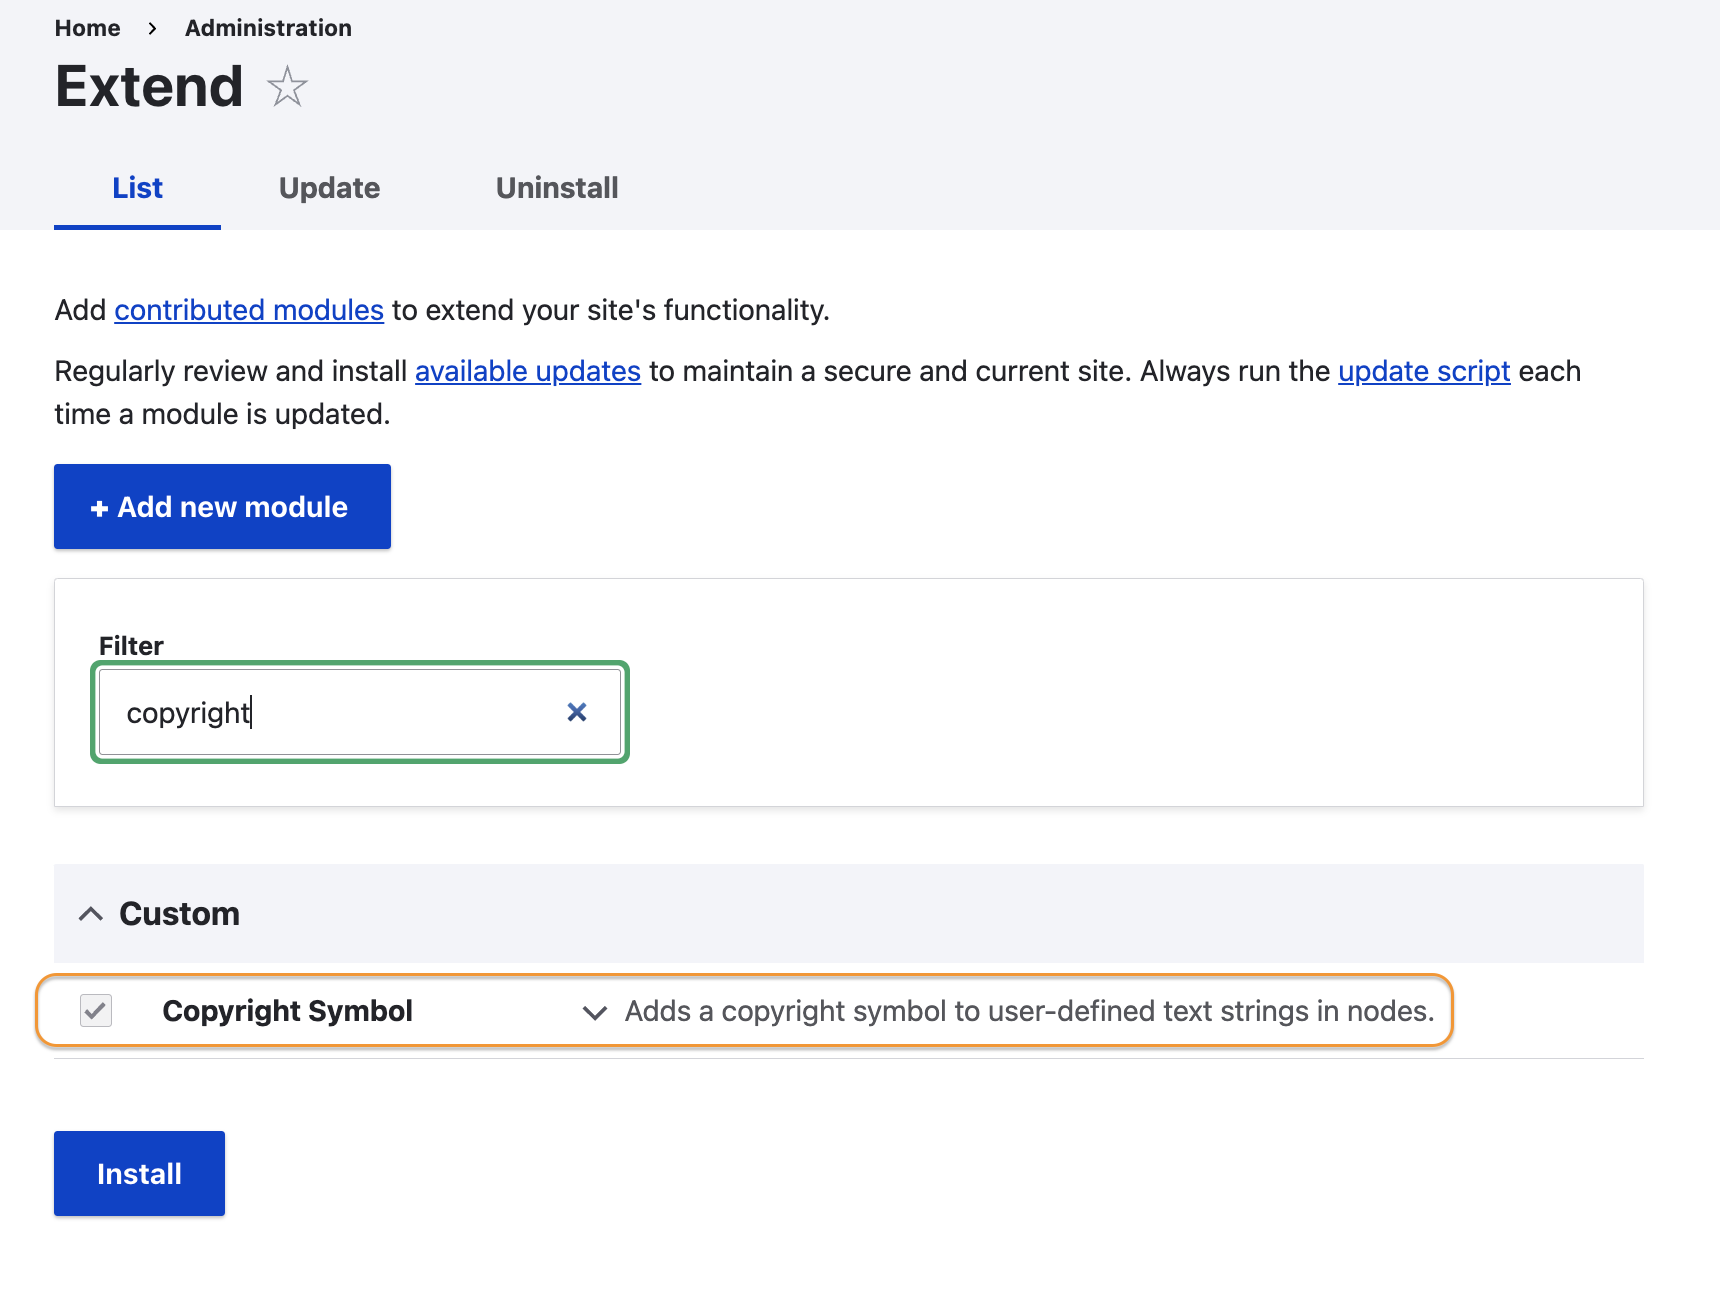 Home > Administration
Extend
List Update Uninstall
Add contributed modules to extend your site's functionality.
Regularly review and install available updates to maintain a secure and current site. Always run the update script each
time a module is updated.
+ Add new module
Filter
copyright
Custom
Copyright Symbol Adds a copyright symbol to user-defined text strings in nodes.
Install